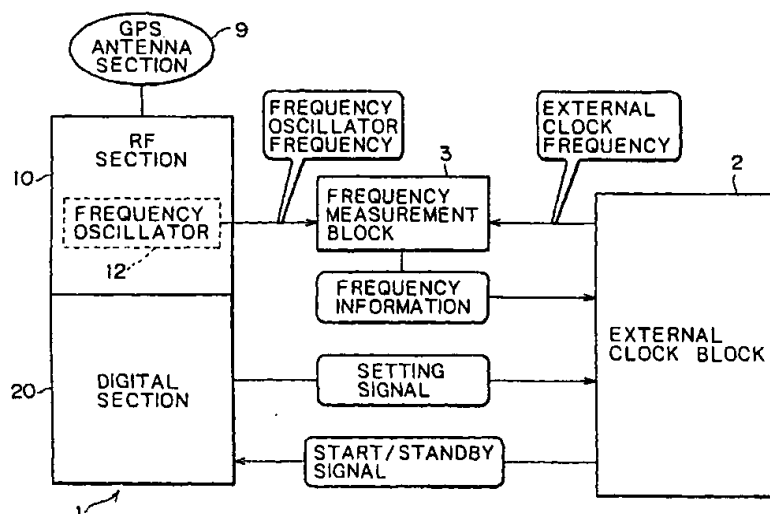 GPS
ANTENNA
SECTION
9
RF
SECTION
10
FREQUENCY
OSCILLATOR
12
FREQUENCY
OSCILLATOR
FREQUENCY
3
FREQUENCY
MEASUREMENT
BLOCK
EXTERNAL
CLOCK
FREQUENCY
2
FREQUENCY
INFORMATION
EXTERNAL
CLOCK BLOCK
20
DIGITAL
SECTION
SETTING
SIGNAL
START/STANDBY
SIGNAL
1